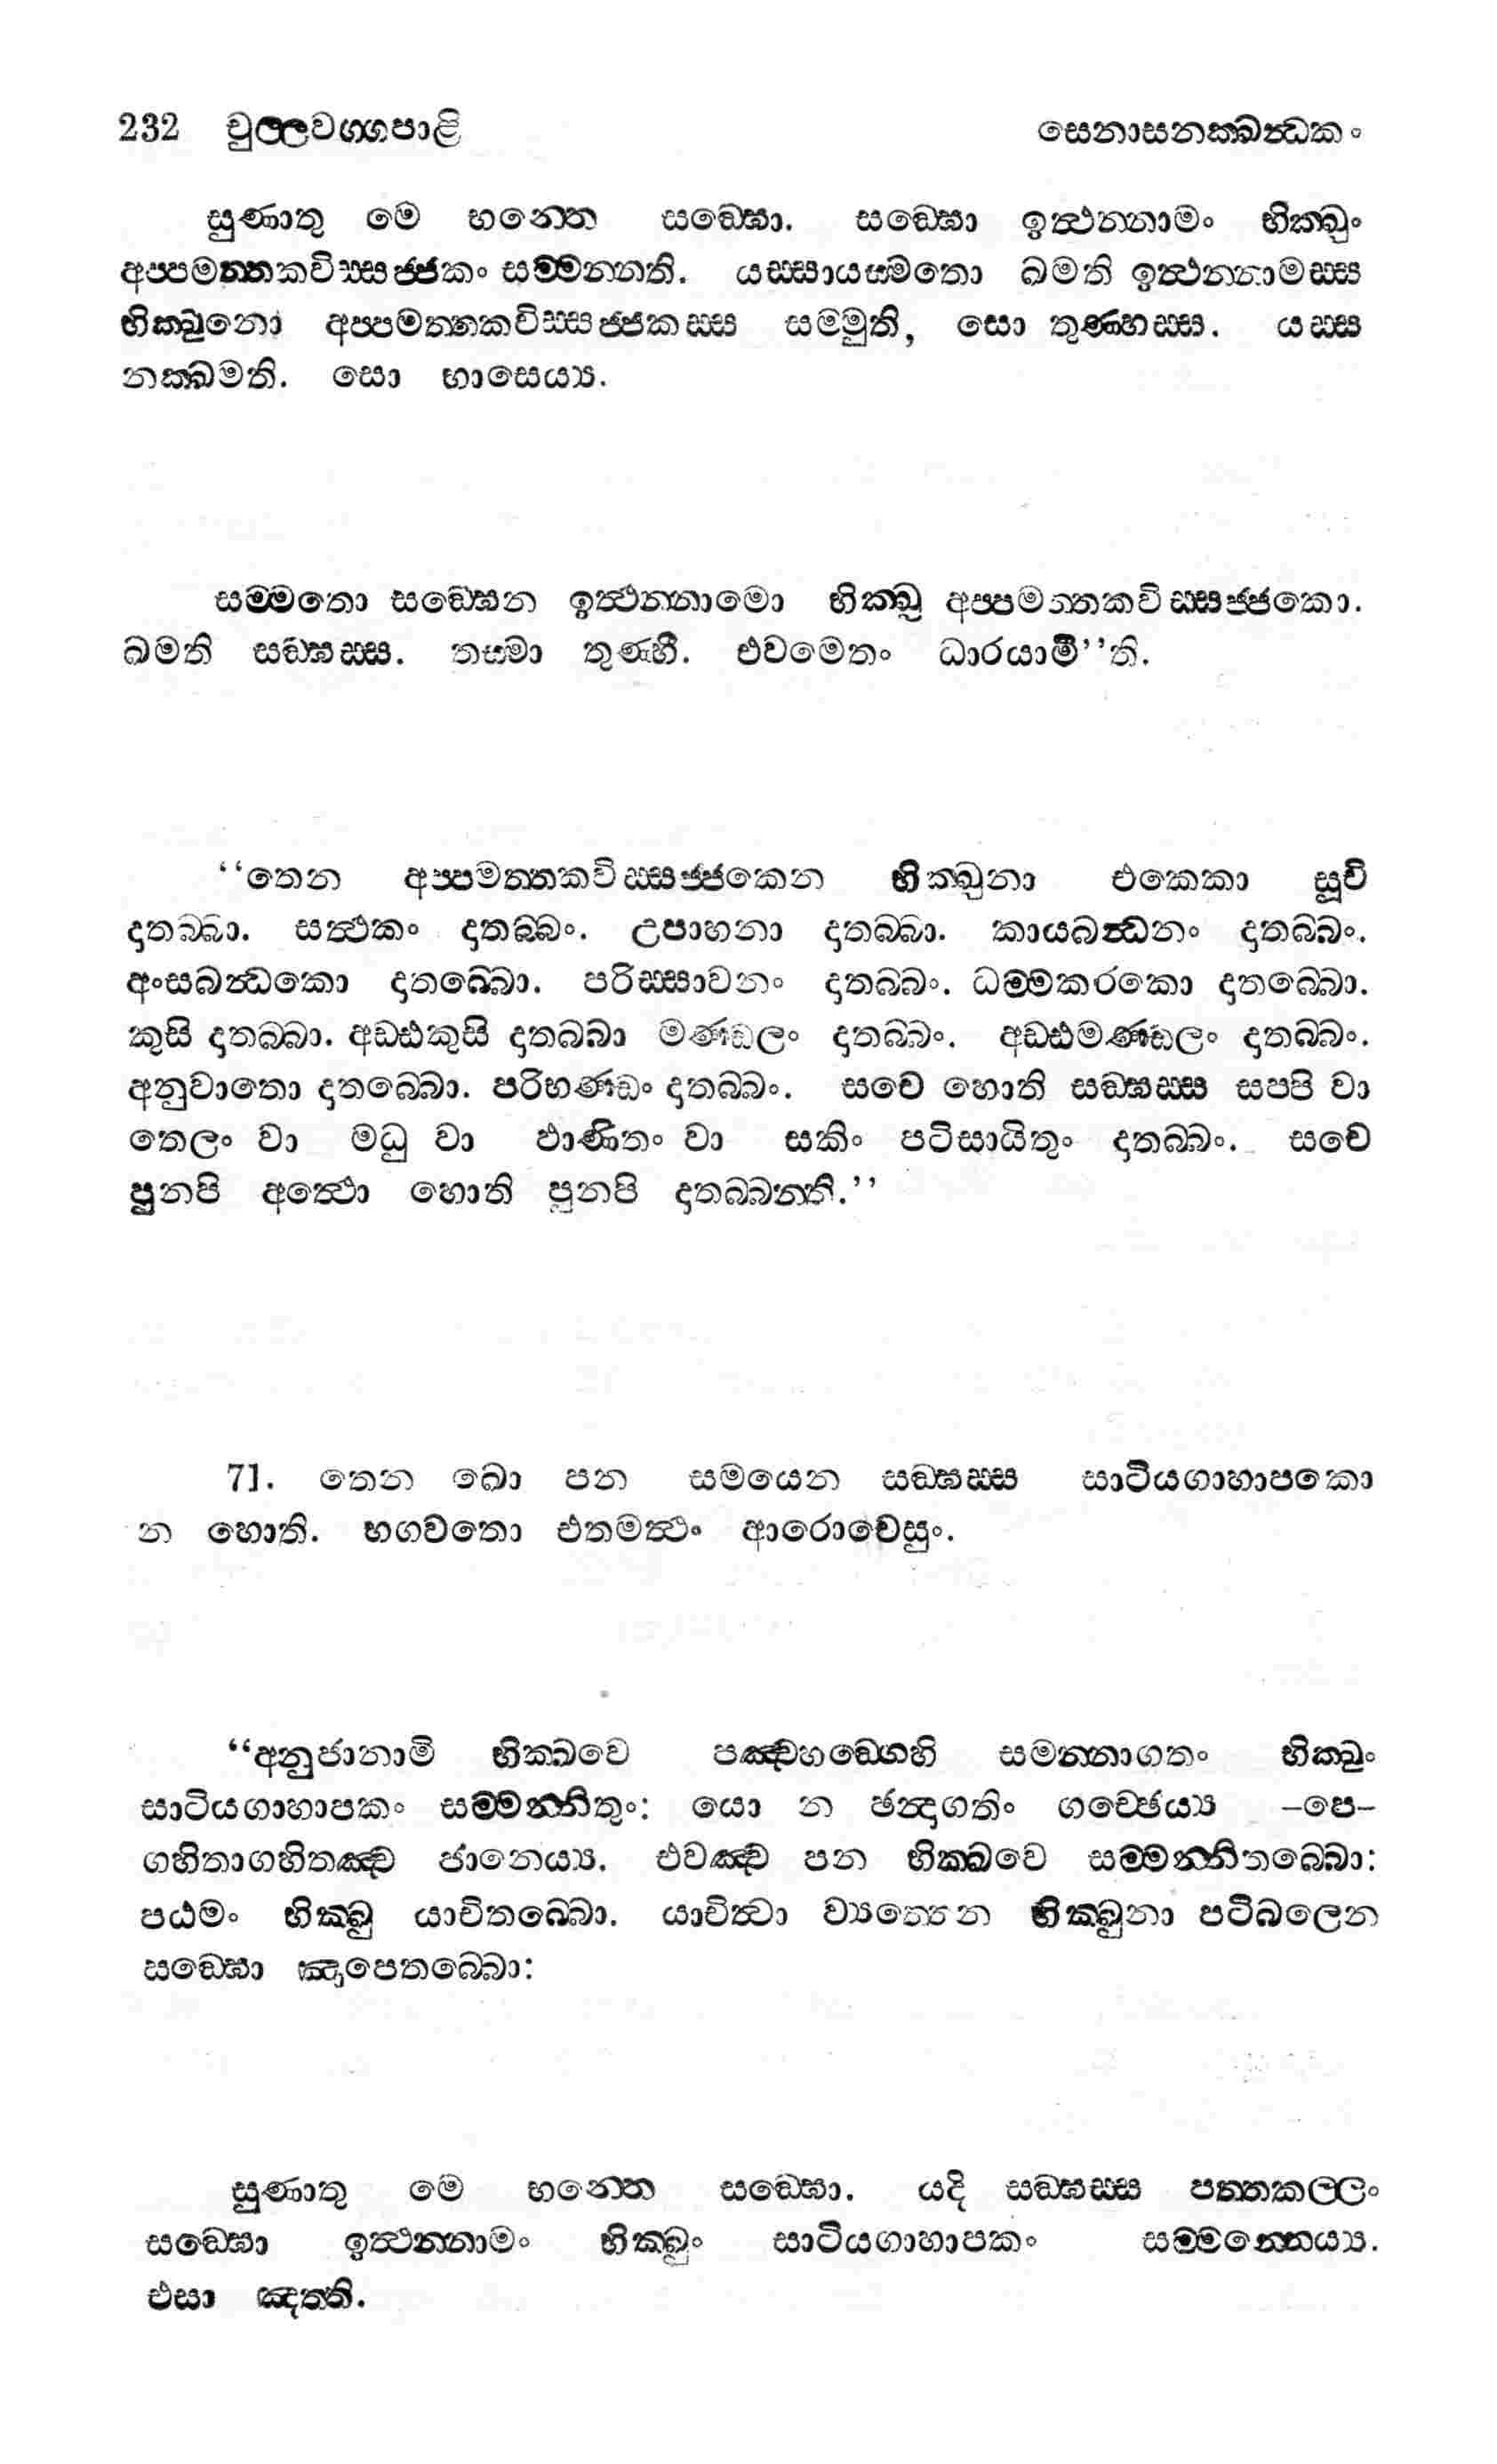 232 චුල්ලවග්ගපාළි සෙනාසනක්ඛන්ධකං
සුණාතු මෙ භන්තෙ සඞ්ඝො. සඞ්ඝො ඉත්ථන්නාමං භික්ඛුං
අප්පමත්තකවිස්සජ්ජකං සම්මන්නති. යස්සායස්මතො ඛමති ඉත්ථන්නාමස්ස
භික්ඛුනො අප්පමත්තකවිස්සජ්ජකස්ස සම්මුති, සො තුණ්හස්ස. යස්ස
නක්ඛමති. සො භාසෙය්‍ය.
සම්මතො සඞ්ඝෙන ඉත්ථන්නාමො භික්ඛු අප්පමත්තකවිස්සජ්ජකො.
ඛමති සඞ්ඝස්ස. තස්මා තුණ්හී. එවමෙතං ධාරයාමී’’ති.
‘‘තෙන අප්පමත්තකවිස්සජ්ජකෙන භික්ඛුනා එකෙකා සූචි
දාතබ්බා. සත්ථකං දාතබ්බං. උපාහනා දාතබ්බා. කායබන්ධනං දාතබ්බං.
අංසබන්ධකො දාතබ්බො. පරිස්සාවනං දාතබ්බං. ධම්මකරකො දාතබ්බො.
කුසි දාතබ්බා. අඩ්ඪකුසි දාතබ්බා මණ්ඩලං දාතබ්බං. අඩ්ඪමණ්ඩලං දාතබ්බං.
අනුවාතො දාතබ්බො. පරිභණ්ඩං දාතබ්බං. සචෙ හොති සඞ්ඝස්ස සප්පි වා
තෙලං වා මධු වා ඵාණිතං වා සකිං පටිසායිතුං දාතබ්බං. සචෙ
පුනපි අත්ථො හොති පුනපි දාතබ්බන්ති.’’
71. තෙන ඛො පන සමයෙන සඞ්ඝස්ස සාටියගාහාපකො
න හොති. භගවතො එතමත්ථං ආරොචෙසුං.
‘‘අනුජානාමි භික්ඛවෙ පඤ්චහඞ්ගෙහි සමන්නාගතං භික්ඛුං
සාටියගාහාපකං සම්මන්නිතුං: යො න ඡන්දාගතිං ගච්ඡෙය්‍ය –පෙ–
ගහිතාගහිතඤ්ච ජානෙය්‍ය. එවඤ්ච පන භික්ඛවෙ සම්මන්නිතබ්බො:
පඨමං භික්ඛු යාචිතබ්බො. යාචිත්වා ව්‍යත්තෙන භික්ඛුනා පටිබලෙන
සඞ්ඝො ඤාපෙතබ්බො:
සුණාතු මෙ භන්තෙ සඞ්ඝො. යදි සඞ්ඝස්ස පත්තකල්ලං
සඞ්ඝො ඉත්ථන්නාමං භික්ඛුං සාටියගාහාපකං සම්මන්නෙය්‍ය.
එසා ඤත්ති.